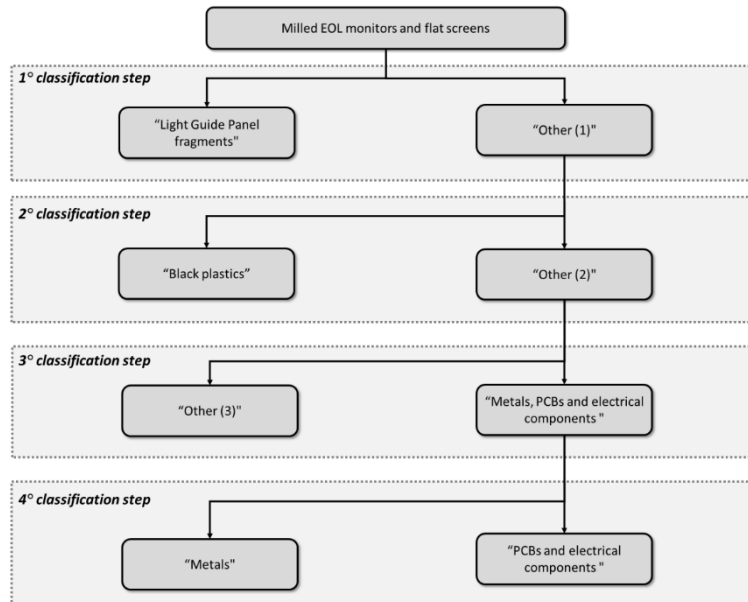 Milled EOL monitors and flat screens
1° classification step
“Light Guide Panel
fragments"
“Other (1)"
2° classification step
“Black plastics”
“Other (2)"
3° classification step
“Other (3)"
“Metals, PCBs and electrical
components "
4° classification step
“Metals"
“PCBs and electrical
components "